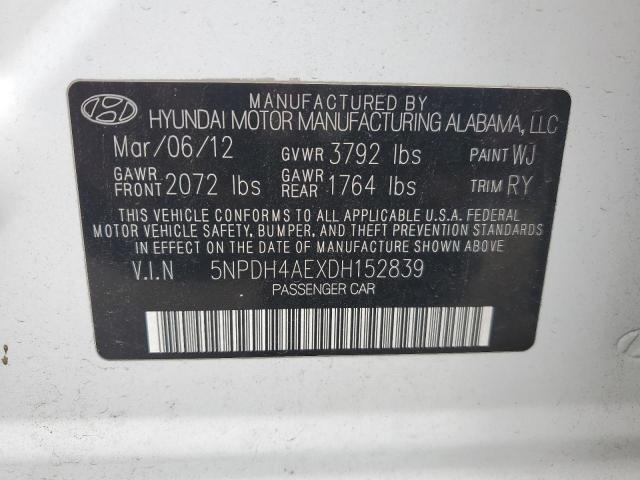 MANUFACTURED BY
HYUNDAI MOTOR MANUFACTURING ALABAMA, LLC
Mar/06/12 GVWR 3792 lbs PAINT WJ
GAWR FRONT 2072 lbs GAWR REAR 1764 lbs TRIM RY
THIS VEHICLE CONFORMS TO ALL APPLICABLE U.S.A. FEDERAL
MOTOR VEHICLE SAFETY, BUMPER, AND THEFT PREVENTION STANDARDS
IN EFFECT ON THE DATE OF MANUFACTURE SHOWN ABOVE
V.I.N 5NPDH4AEXDH152839
PASSENGER CAR